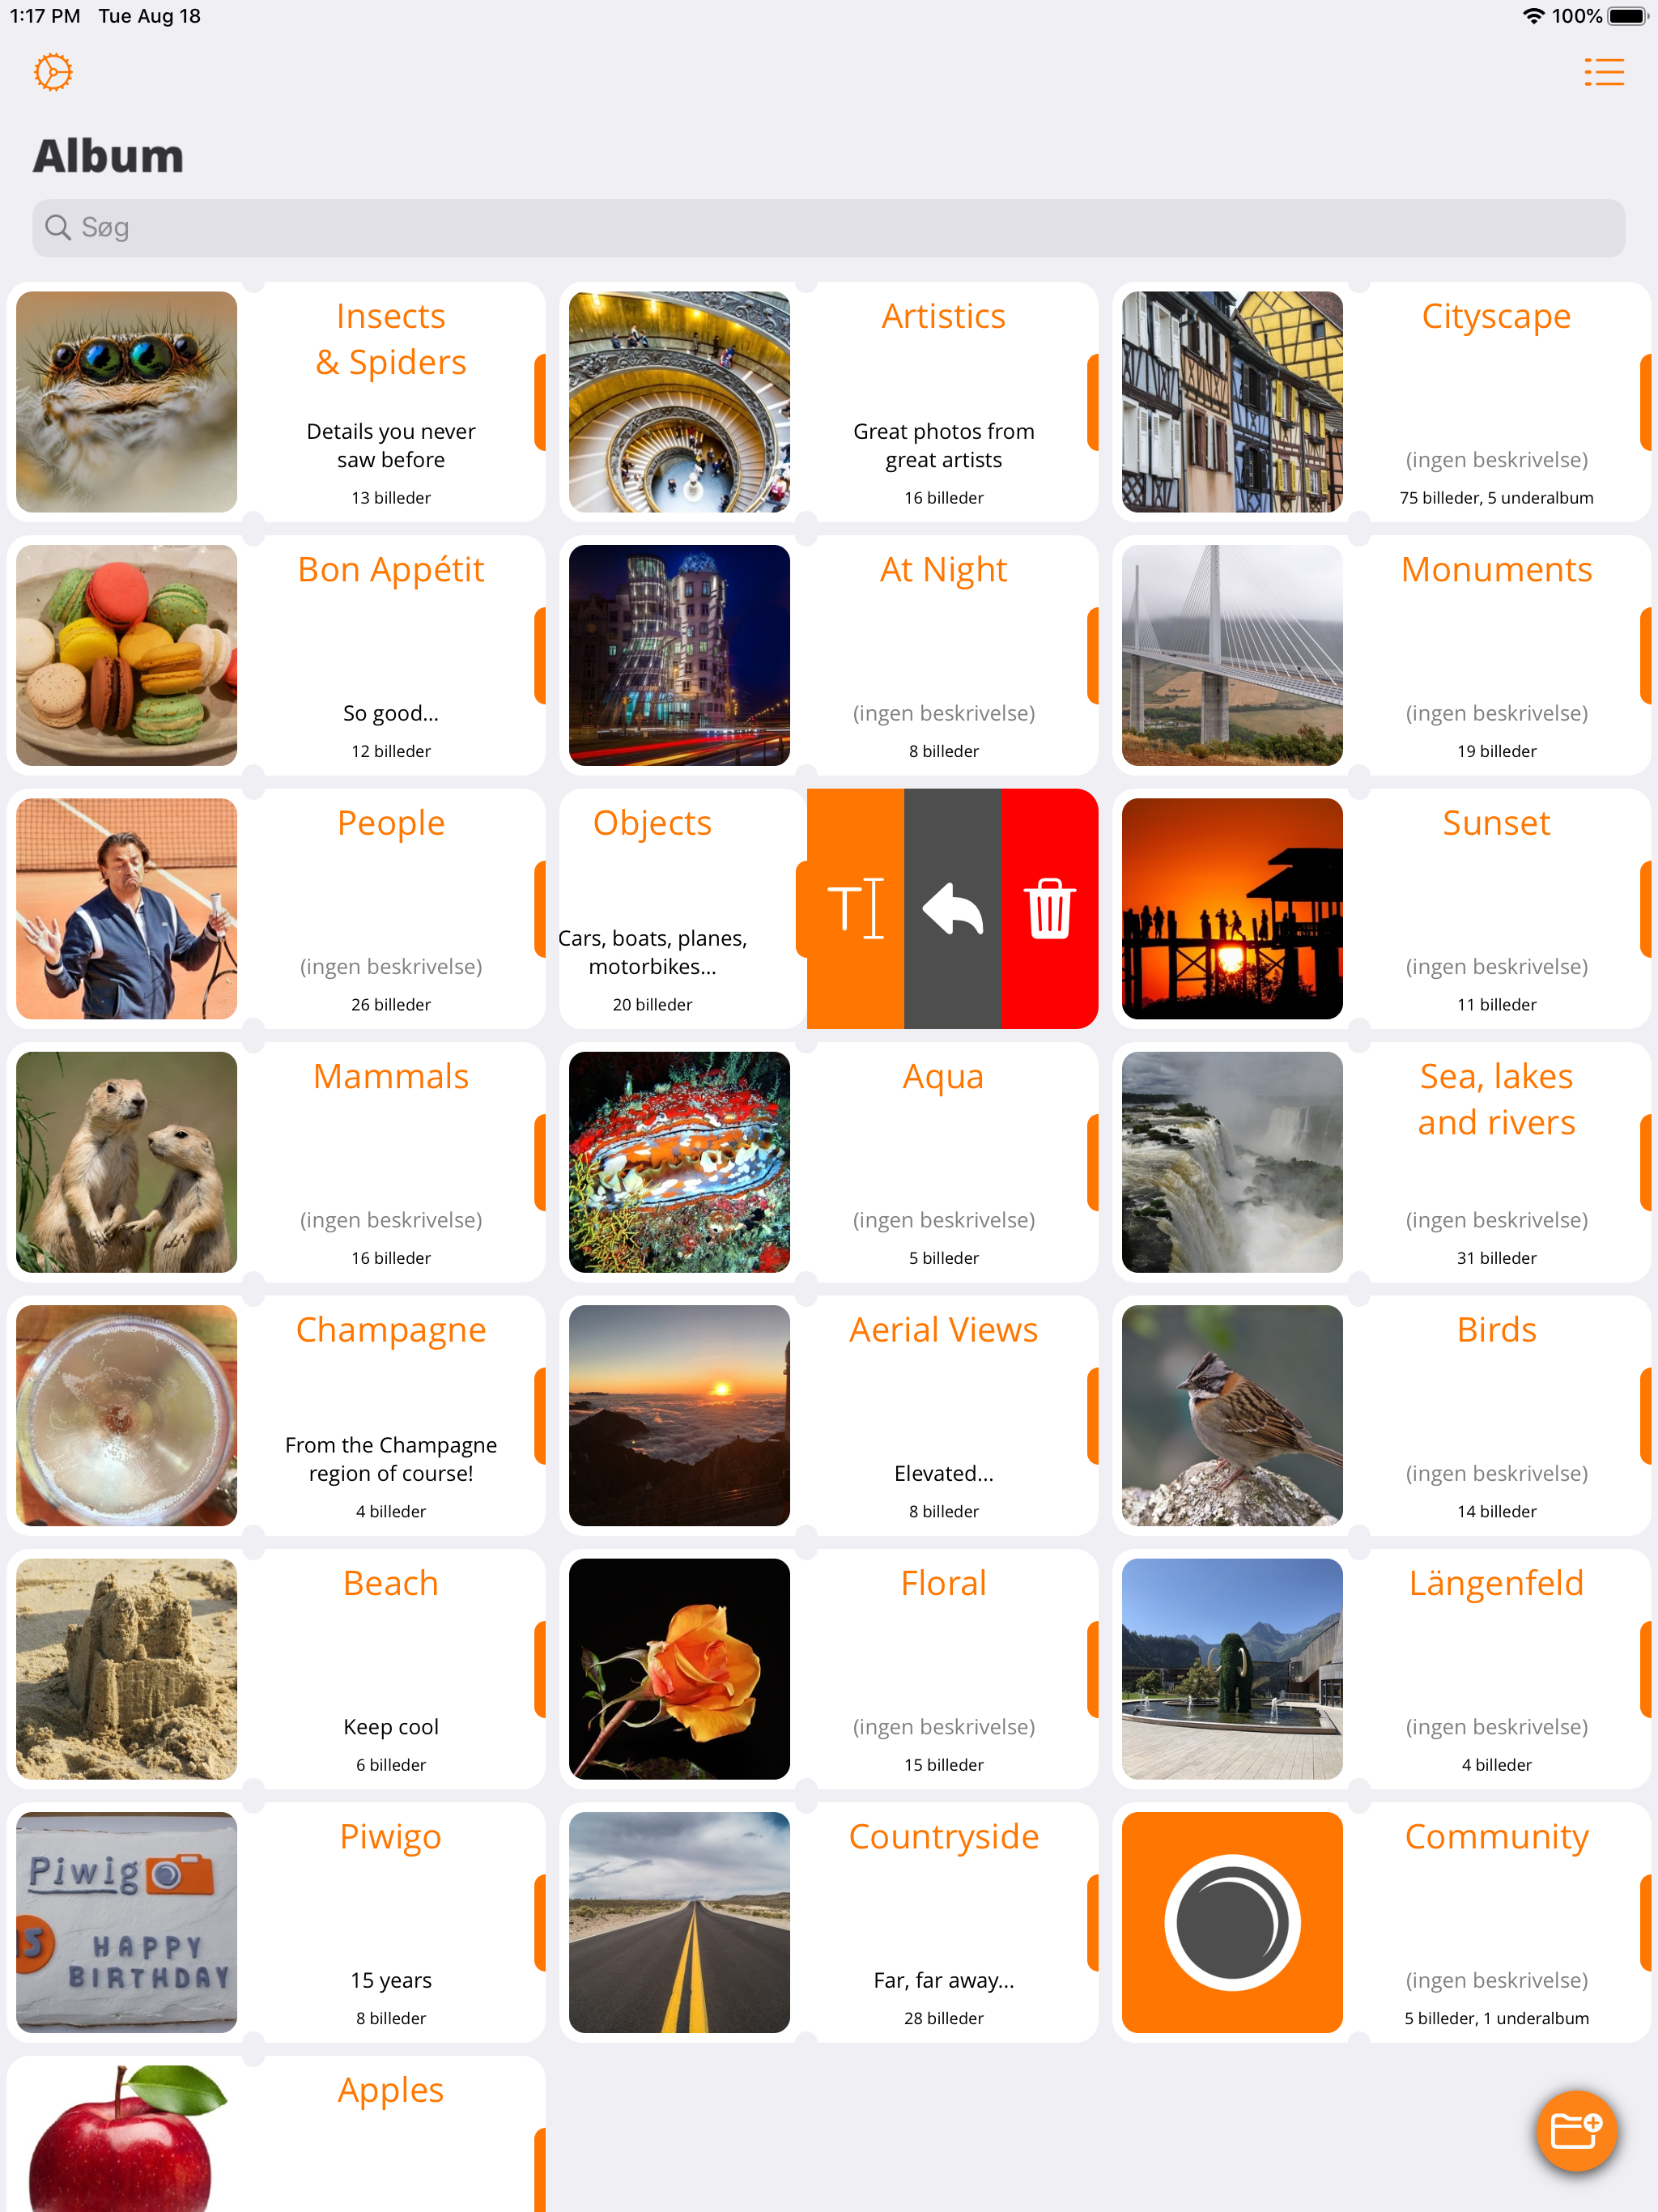 1:17 PM Tue Aug 18
100%
Album
Søg
Insects
& Spiders
Details you never
saw before
13 billeder
Artistics
Great photos from
great artists
16 billeder
Cityscape
(ingen beskrivelse)
75 billeder, 5 underalbum
Bon Appétit
So good...
12 billeder
At Night
(ingen beskrivelse)
8 billeder
Monuments
(ingen beskrivelse)
19 billeder
People
(ingen beskrivelse)
26 billeder
Objects
Cars, boats, planes,
motorbikes...
20 billeder
Sunset
(ingen beskrivelse)
11 billeder
Mammals
(ingen beskrivelse)
16 billeder
Aqua
(ingen beskrivelse)
5 billeder
Sea, lakes
and rivers
(ingen beskrivelse)
31 billeder
Champagne
From the Champagne
region of course!
4 billeder
Aerial Views
Elevated...
8 billeder
Birds
(ingen beskrivelse)
14 billeder
Beach
Keep cool
6 billeder
Floral
(ingen beskrivelse)
15 billeder
Längenfeld
(ingen beskrivelse)
4 billeder
Piwig
15
HAPPY
BIRTHDAY
Piwigo
15 years
8 billeder
Countryside
Far, far away...
28 billeder
Community
(ingen beskrivelse)
5 billeder, 1 underalbum
Apples